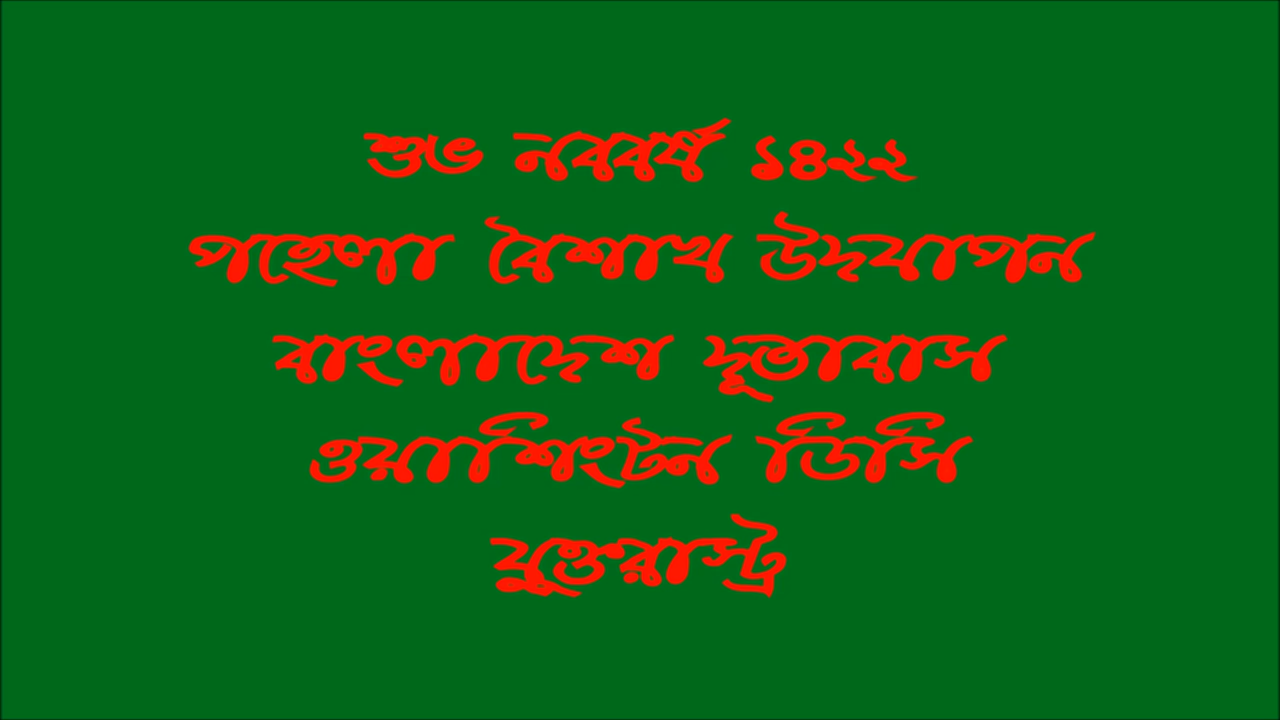 শুভ নববর্ষ ১৪২২
পহেলা বৈশাখ উদযাপন
বাংলাদেশ দূতাবাস
ওয়াশিংটন ডিসি
যুক্তরাস্ট্র